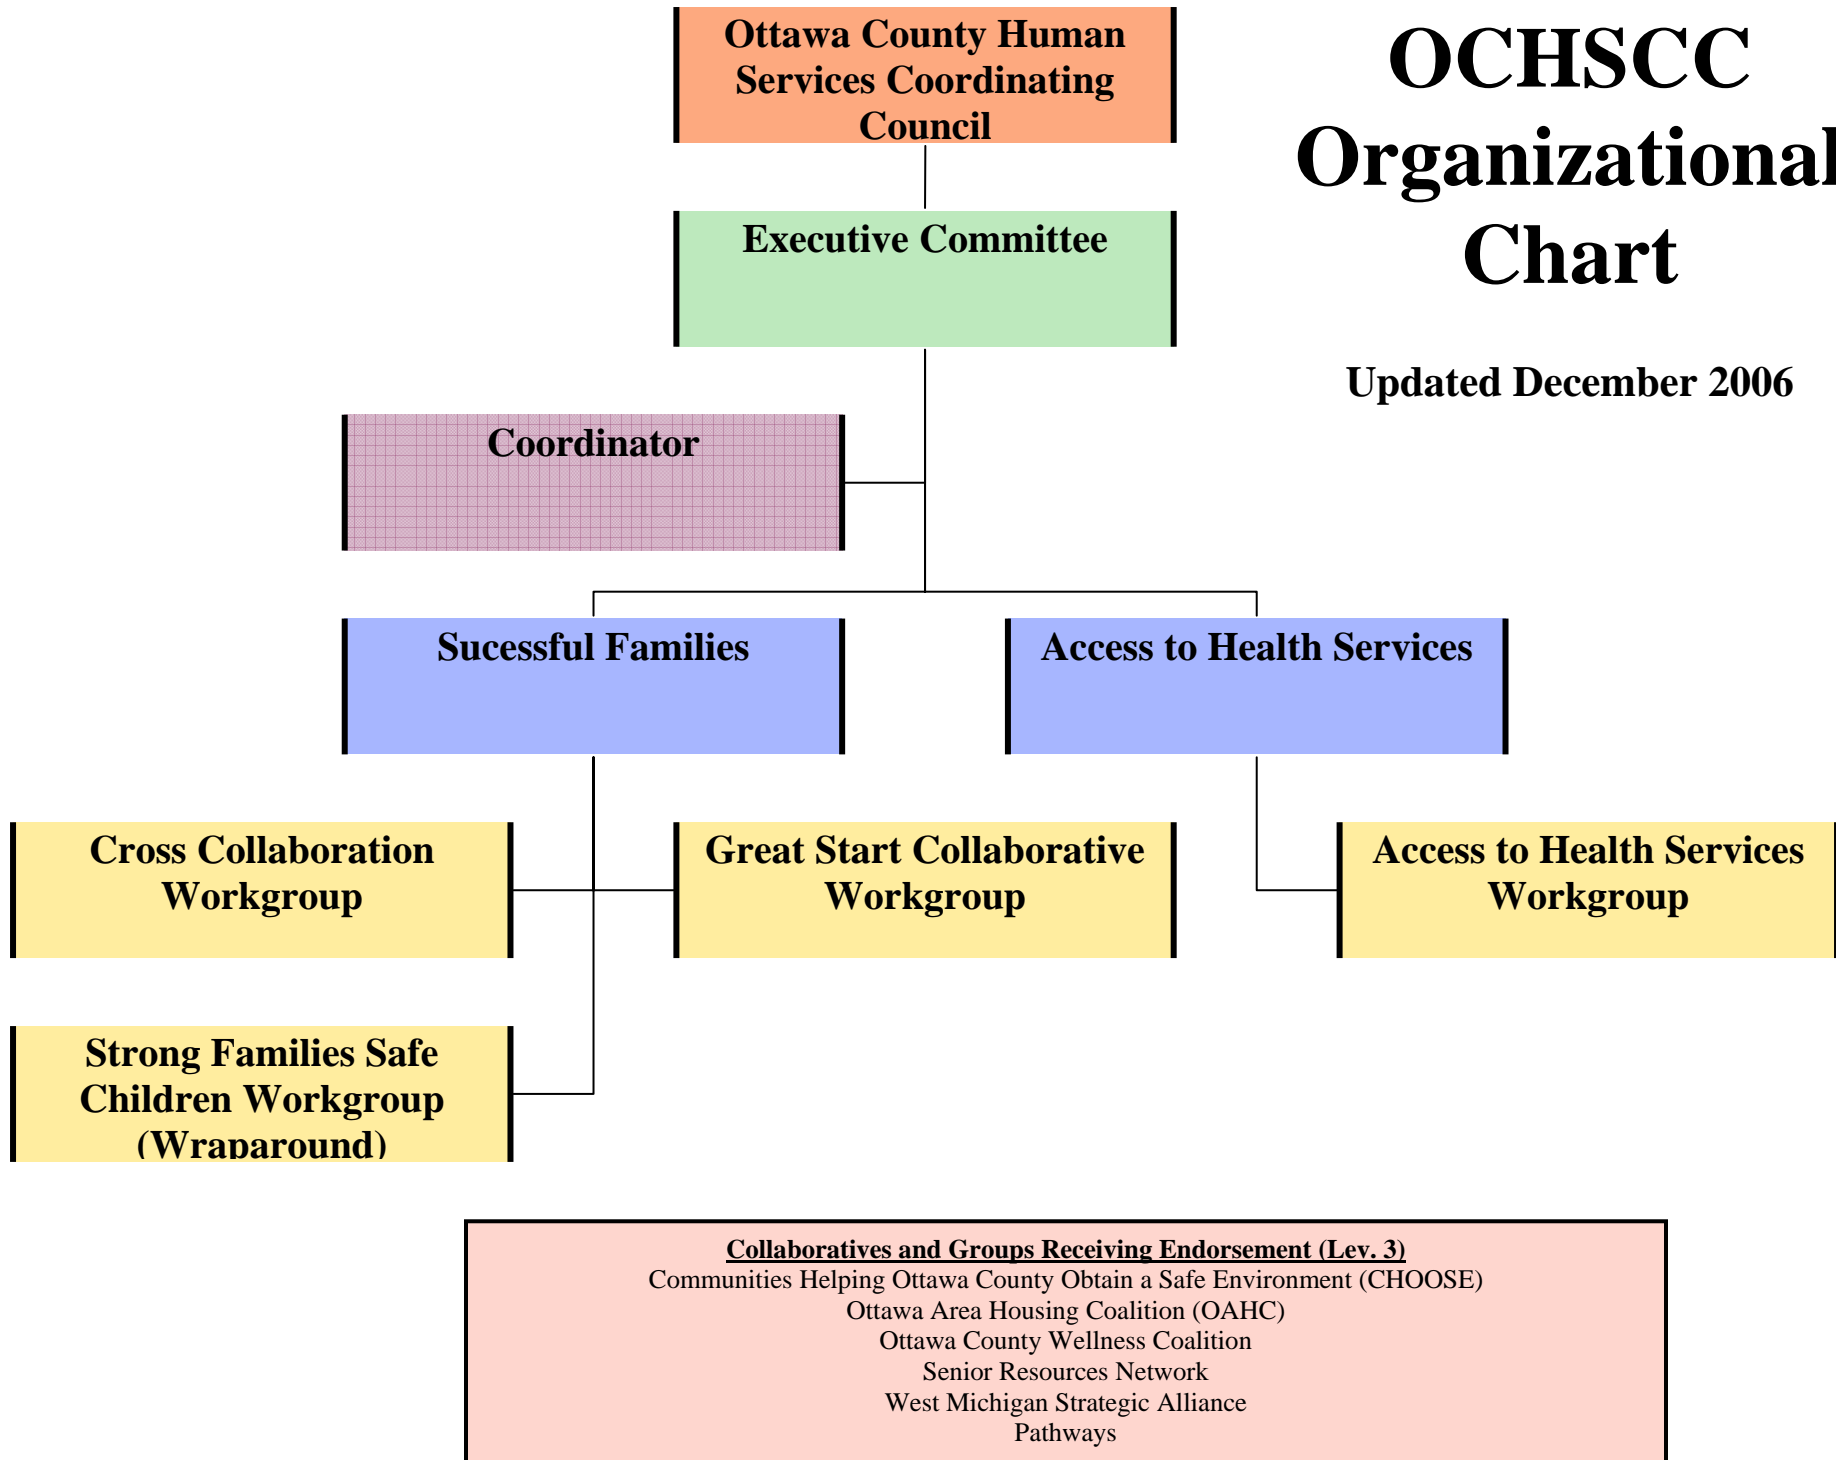 Ottawa County Human
Services Coordinating
Council
OCHSCC
Organizational
Chart
Updated December 2006
Executive Committee
Coordinator
Sucessful Families
Access to Health Services
Cross Collaboration
Workgroup
Great Start Collaborative
Workgroup
Access to Health Services
Workgroup
Strong Families Safe
Children Workgroup
(Wraparound)
Collaboratives and Groups Receiving Endorsement (Lev. 3)
Communities Helping Ottawa County Obtain a Safe Environment (CHOOSE)
Ottawa Area Housing Coalition (OAHC)
Ottawa County Wellness Coalition
Senior Resources Network
West Michigan Strategic Alliance
Pathways